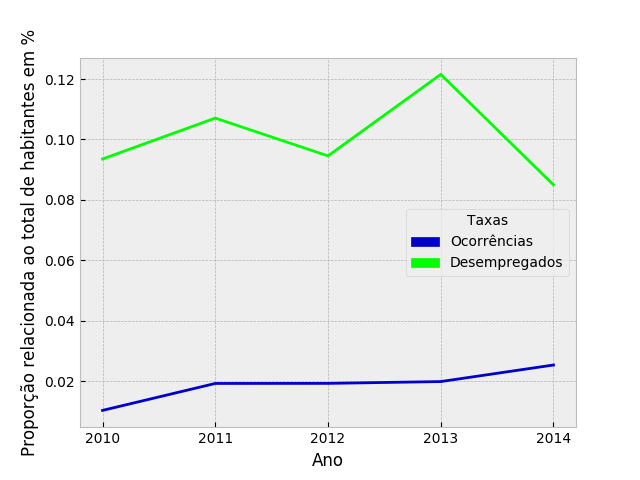 Proporção relacionada ao total de habitantes em %
0.12
0.10
0.08
0.06
0.04
0.02
Taxas
Ocorrências
Desempregados
2010 2011 2012 2013 2014
Ano